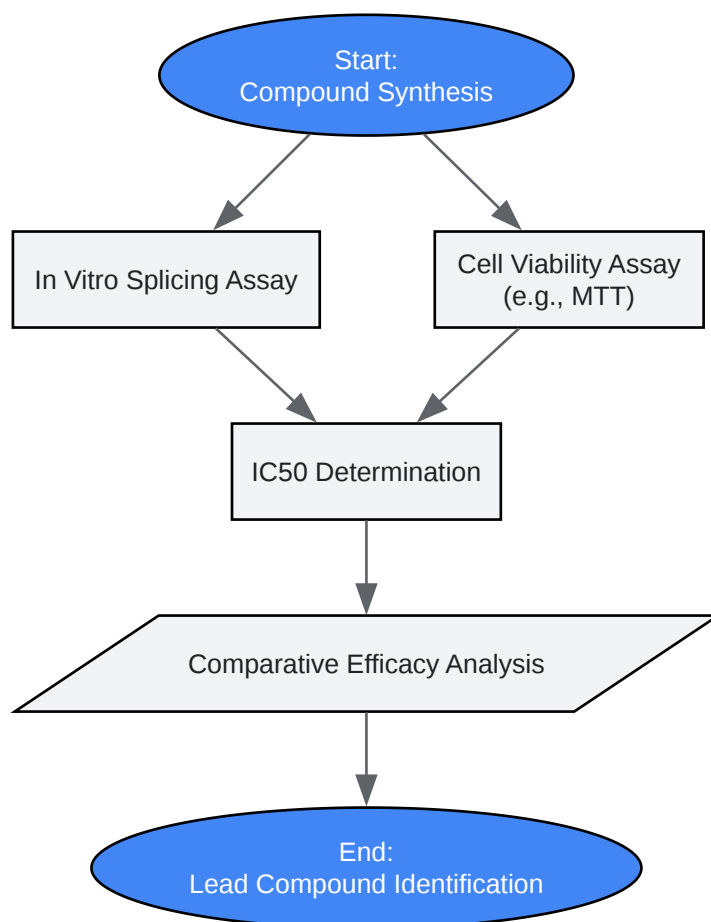 Start:
Compound Synthesis
In Vitro Splicing Assay
Cell Viability Assay
(e.g., MTT)
IC50 Determination
Comparative Efficacy Analysis
End:
Lead Compound Identification